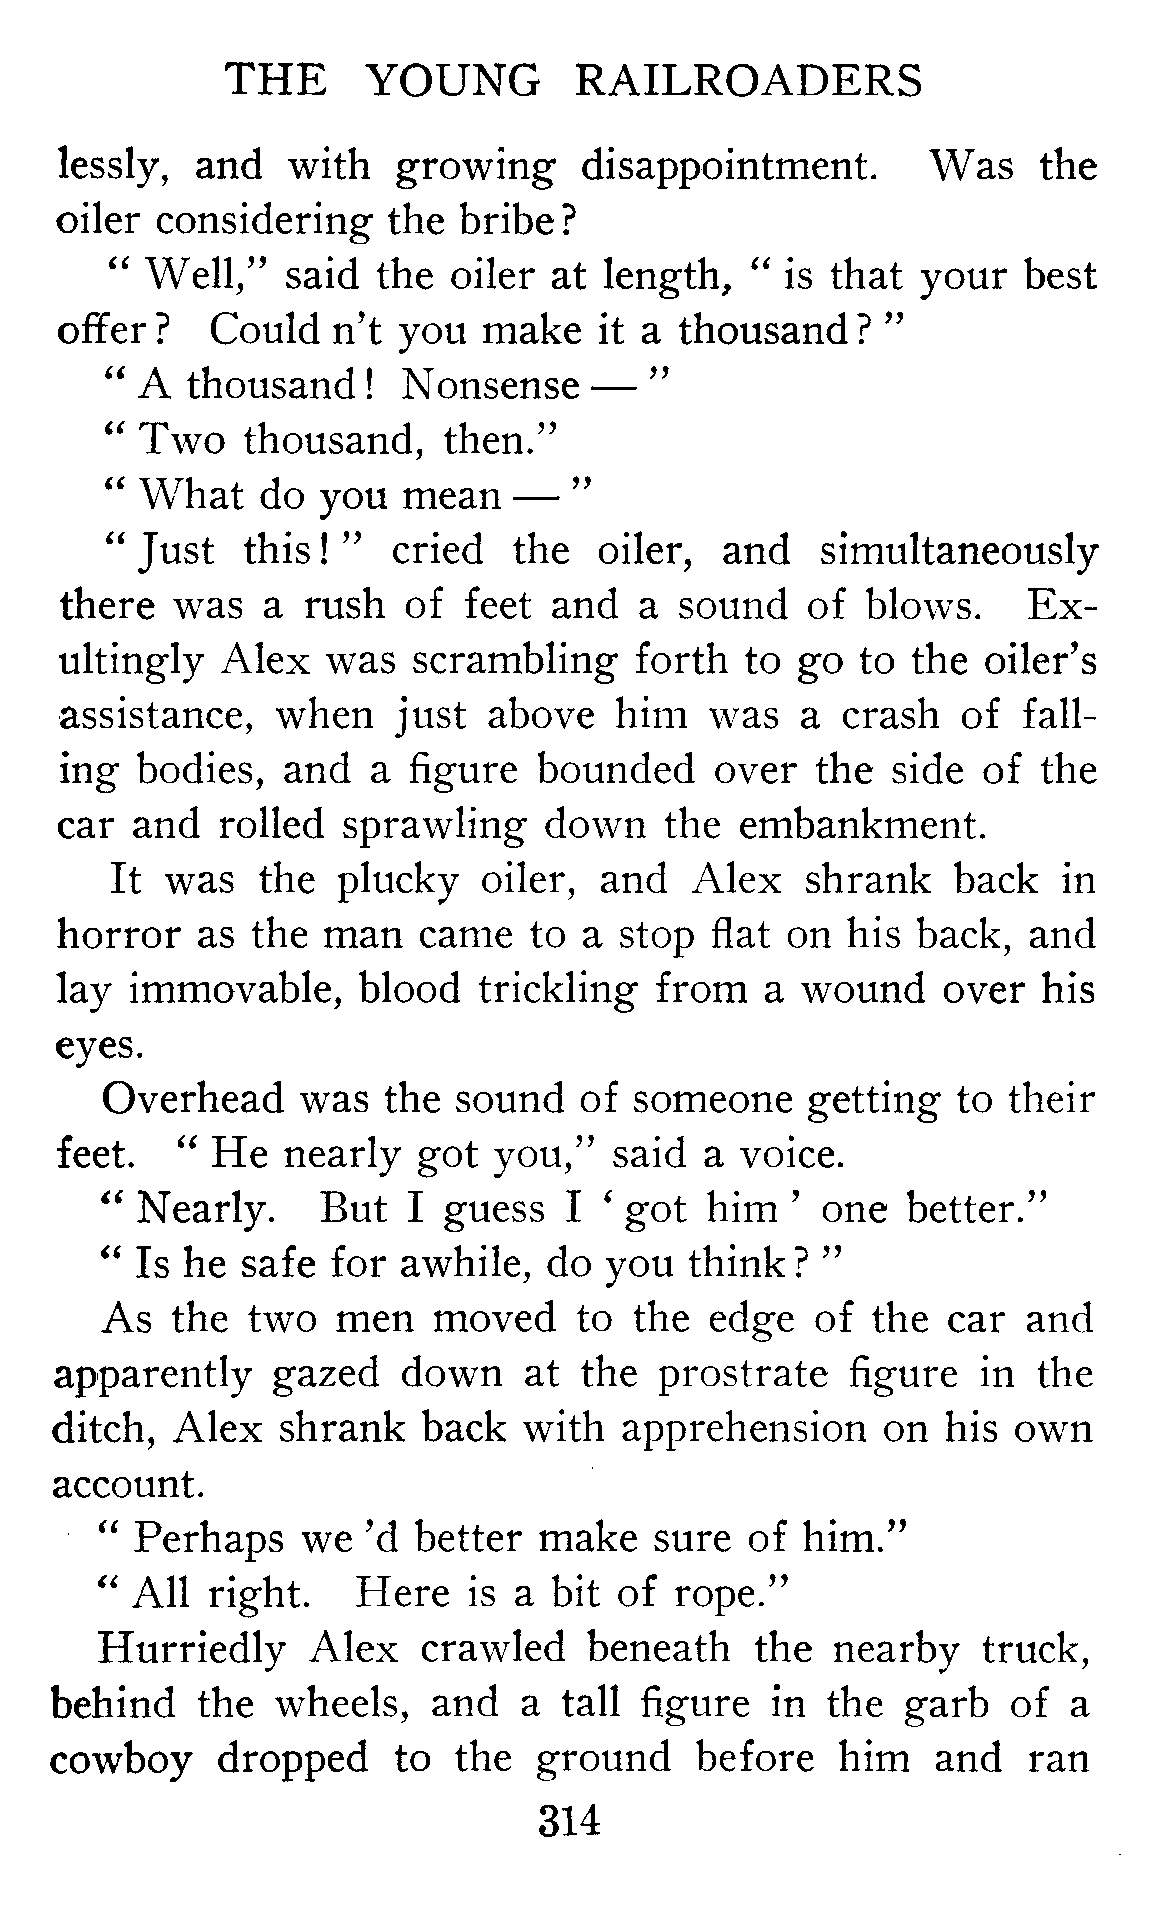 THE YOUNG RAILROADERS
lessly, and with growing disappointment. Was the
oiler considering the bribe?
" Well," said the oiler at length, " is that your best
offer? Could n't you make it a thousand? "
" A thousand! Nonsense — "
" Two thousand, then."
" What do you mean — "
" Just this! " cried the oiler, and simultaneously
there was a rush of feet and a sound of blows. Ex-
ultingly Alex was scrambling forth to go to the oiler's
assistance, when just above him was a crash of fall-
ing bodies, and a figure bounded over the side of the
car and rolled sprawling down the embankment.
It was the plucky oiler, and Alex shrank back in
horror as the man came to a stop flat on his back, and
lay immovable, blood trickling from a wound over his
eyes.
Overhead was the sound of someone getting to their
feet. " He nearly got you," said a voice.
" Nearly. But I guess I ' got him ' one better."
" Is he safe for awhile, do you think? "
As the two men moved to the edge of the car and
apparently gazed down at the prostrate figure in the
ditch, Alex shrank back with apprehension on his own
account.
" Perhaps we 'd better make sure of him."
" All right. Here is a bit of rope."
Hurriedly Alex crawled beneath the nearby truck,
behind the wheels, and a tall figure in the garb of a
cowboy dropped to the ground before him and ran
314